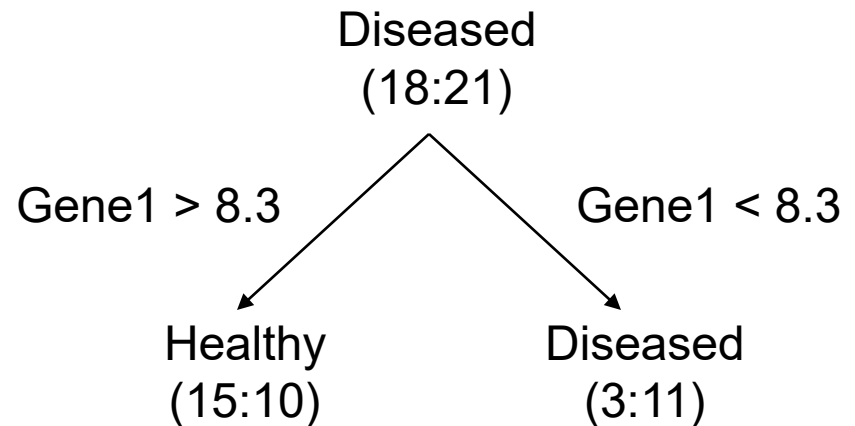 Diseased
(18:21)
Gene1 > 8.3
Gene1 < 8.3
Healthy
(15:10)
Diseased
(3:11)